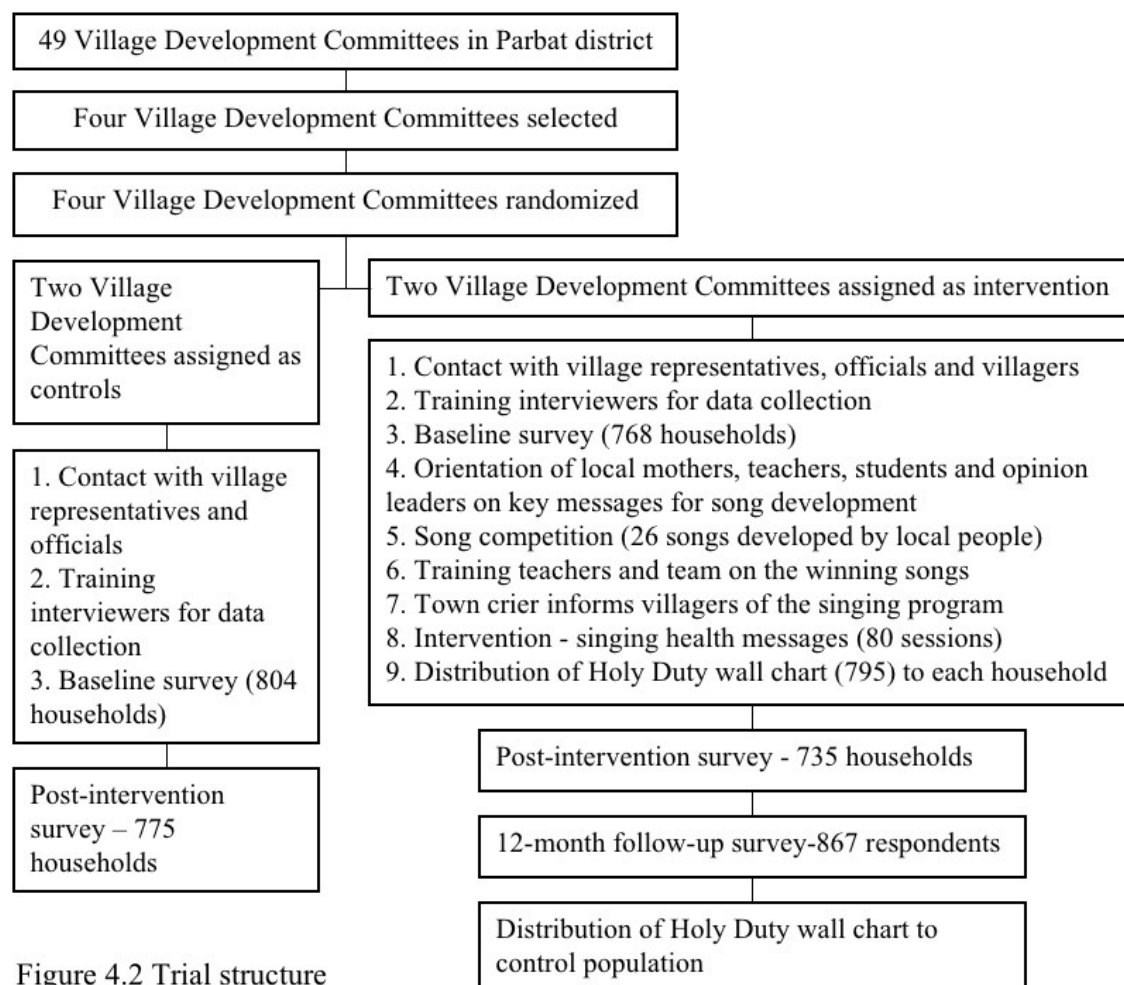 49 Village Development Committees in Parbat district
Four Village Development Committees selected
Four Village Development Committees randomized
Two Village
Development
Committees assigned as
controls
Two Village Development Committees assigned as intervention
1. Contact with village
representatives and
officials
2. Training
interviewers for data
collection
3. Baseline survey (804
households)
1. Contact with village representatives, officials and villagers
2. Training interviewers for data collection
3. Baseline survey (768 households)
4. Orientation of local mothers, teachers, students and opinion
leaders on key messages for song development
5. Song competition (26 songs developed by local people)
6. Training teachers and team on the winning songs
7. Town crier informs villagers of the singing program
8. Intervention - singing health messages (80 sessions)
9. Distribution of Holy Duty wall chart (795) to each household
Post-intervention
survey – 775
households
Post-intervention survey - 735 households
12-month follow-up survey-867 respondents
Distribution of Holy Duty wall chart to
control population
Figure 4.2 Trial structure